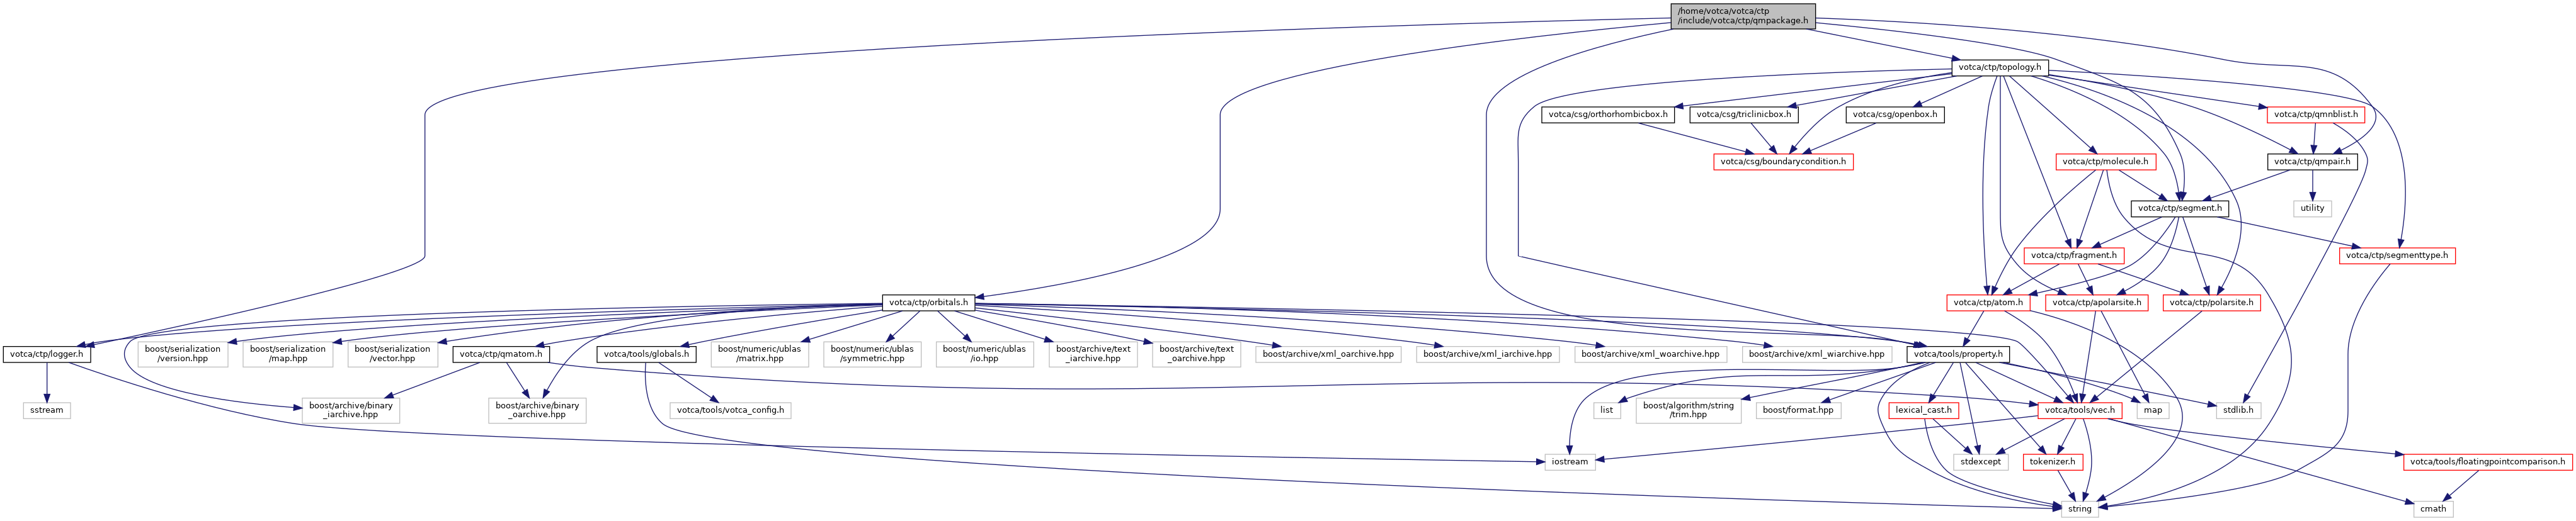 /home/votca/votca/ctp
/include/votca/ctp/qmpackage.h
votca/ctp/topology.h
votca/csg/orthorhombicbox.h
votca/csg/triclinicbox.h
votca/csg/openbox.h
votca/ctp/qmnblist.h
votca/csg/boundarycondition.h
votca/ctp/molecule.h
votca/ctp/qmpair.h
votca/ctp/segment.h
utility
votca/ctp/fragment.h
votca/ctp/segmenttype.h
votca/ctp/orbitals.h
votca/ctp/atom.h
votca/ctp/apolarsite.h
votca/ctp/polarsite.h
votca/ctp/logger.h
boost/serialization
/version.hpp
boost/serialization
/map.hpp
boost/serialization
/vector.hpp
votca/ctp/qmatom.h
votca/tools/globals.h
boost/numeric/ublas
/matrix.hpp
boost/numeric/ublas
/symmetric.hpp
boost/numeric/ublas
/io.hpp
boost/archive/text
_iarchive.hpp
boost/archive/text
_oarchive.hpp
boost/archive/xml_oarchive.hpp
boost/archive/xml_iarchive.hpp
boost/archive/xml_woarchive.hpp
boost/archive/xml_wiarchive.hpp
votca/tools/property.h
sstream
boost/archive/binary
_iarchive.hpp
boost/archive/binary
_oarchive.hpp
votca/tools/votca_config.h
list
boost/algorithm/string
/trim.hpp
boost/format.hpp
lexical_cast.h
votca/tools/vec.h
map
stdlib.h
iostream
stdexcept
tokenizer.h
votca/tools/floatingpointcomparison.h
string
cmath